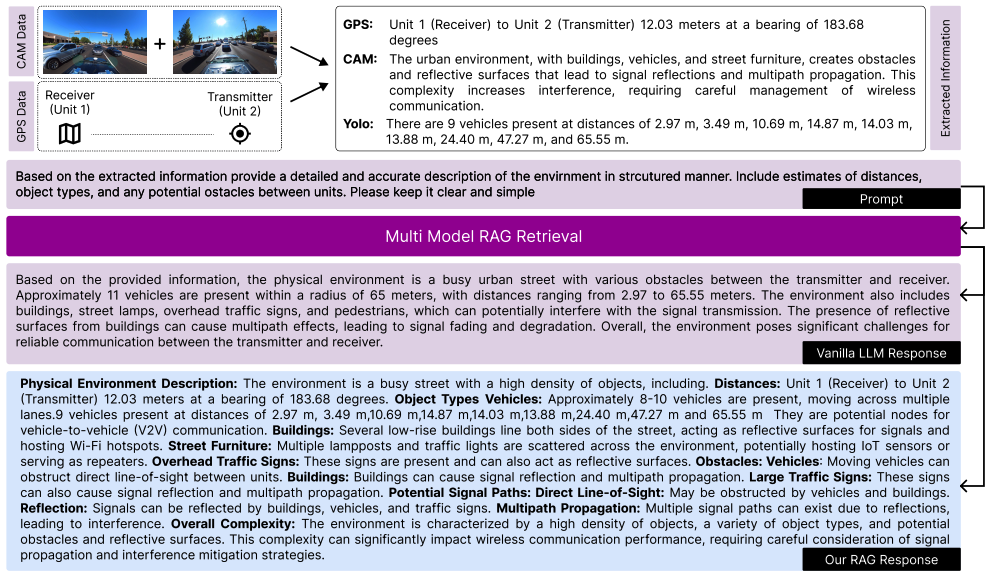 CAM Data
GPS Data
+
Receiver
(Unit 1)
Transmitter
(Unit 2)
GPS: Unit 1 (Receiver) to Unit 2 (Transmitter) 12.03 meters at a bearing of 183.68
degrees
CAM: The urban environment, with buildings, vehicles, and street furniture, creates obstacles
and reflective surfaces that lead to signal reflections and multipath propagation. This
complexity increases interference, requiring careful management of wireless
communication.
Yolo: There are 9 vehicles present at distances of 2.97 m, 3.49 m, 10.69 m, 14.87 m, 14.03 m,
13.88 m, 24.40 m, 47.27 m, and 65.55 m.
Extracted Information
Based on the extracted information provide a detailed and accurate description of the envirnment in strcutured manner. Include estimates of distances,
object types, and any potential ostacles between units. Please keep it clear and simple
Prompt
Multi Model RAG Retrieval
Based on the provided information, the physical environment is a busy urban street with various obstacles between the transmitter and receiver.
Approximately 11 vehicles are present within a radius of 65 meters, with distances ranging from 2.97 to 65.55 meters. The environment also includes
buildings, street lamps, overhead traffic signs, and pedestrians, which can potentially interfere with the signal transmission. The presence of reflective
surfaces from buildings can cause multipath effects, leading to signal fading and degradation. Overall, the environment poses significant challenges for
reliable communication between the transmitter and receiver.
Vanilla LLM Response
Physical Environment Description: The environment is a busy street with a high density of objects, including. Distances: Unit 1 (Receiver) to Unit 2
(Transmitter) 12.03 meters at a bearing of 183.68 degrees. Object Types Vehicles: Approximately 8-10 vehicles are present, moving across multiple
lanes.9 vehicles present at distances of 2.97 m, 3.49 m,10.69 m,14.87 m,14.03 m,13.88 m,24.40 m,47.27 m and 65.55 m They are potential nodes for
vehicle-to-vehicle (V2V) communication. Buildings: Several low-rise buildings line both sides of the street, acting as reflective surfaces for signals and
hosting Wi-Fi hotspots. Street Furniture: Multiple lampposts and traffic lights are scattered across the environment, potentially hosting IoT sensors or
serving as repeaters. Overhead Traffic Signs: These signs are present and can also act as reflective surfaces. Obstacles: Vehicles: Moving vehicles can
obstruct direct line-of-sight between units. Buildings: Buildings can cause signal reflection and multipath propagation. Large Traffic Signs: These signs
can also cause signal reflection and multipath propagation. Potential Signal Paths: Direct Line-of-Sight: May be obstructed by vehicles and buildings.
Reflection: Signals can be reflected by buildings, vehicles, and traffic signs. Multipath Propagation: Multiple signal paths can exist due to reflections,
leading to interference. Overall Complexity: The environment is characterized by a high density of objects, a variety of object types, and potential
obstacles and reflective surfaces. This complexity can significantly impact wireless communication performance, requiring careful consideration of signal
propagation and interference mitigation strategies.
Our RAG Response